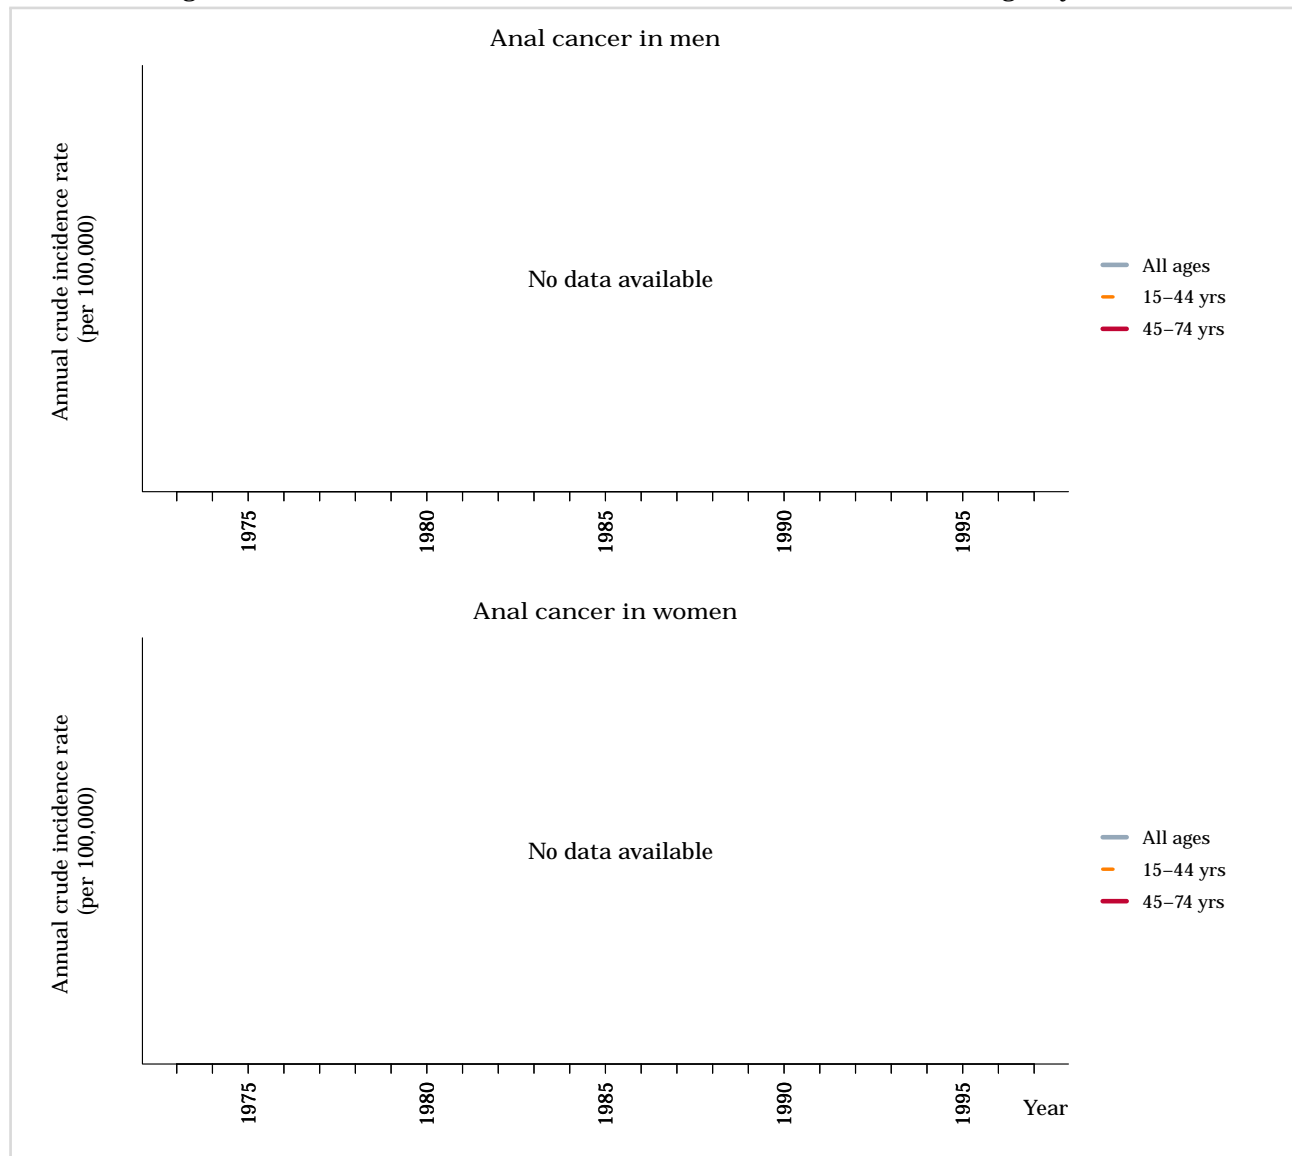 Anal cancer in men
Annual crude incidence rate
(per 100,000)
No data available
All ages
15–44 yrs
45–74 yrs
1975
1980
1985
1990
1995
Anal cancer in women
Annual crude incidence rate
(per 100,000)
No data available
All ages
15–44 yrs
45–74 yrs
1975
1980
1985
1990
1995
Year